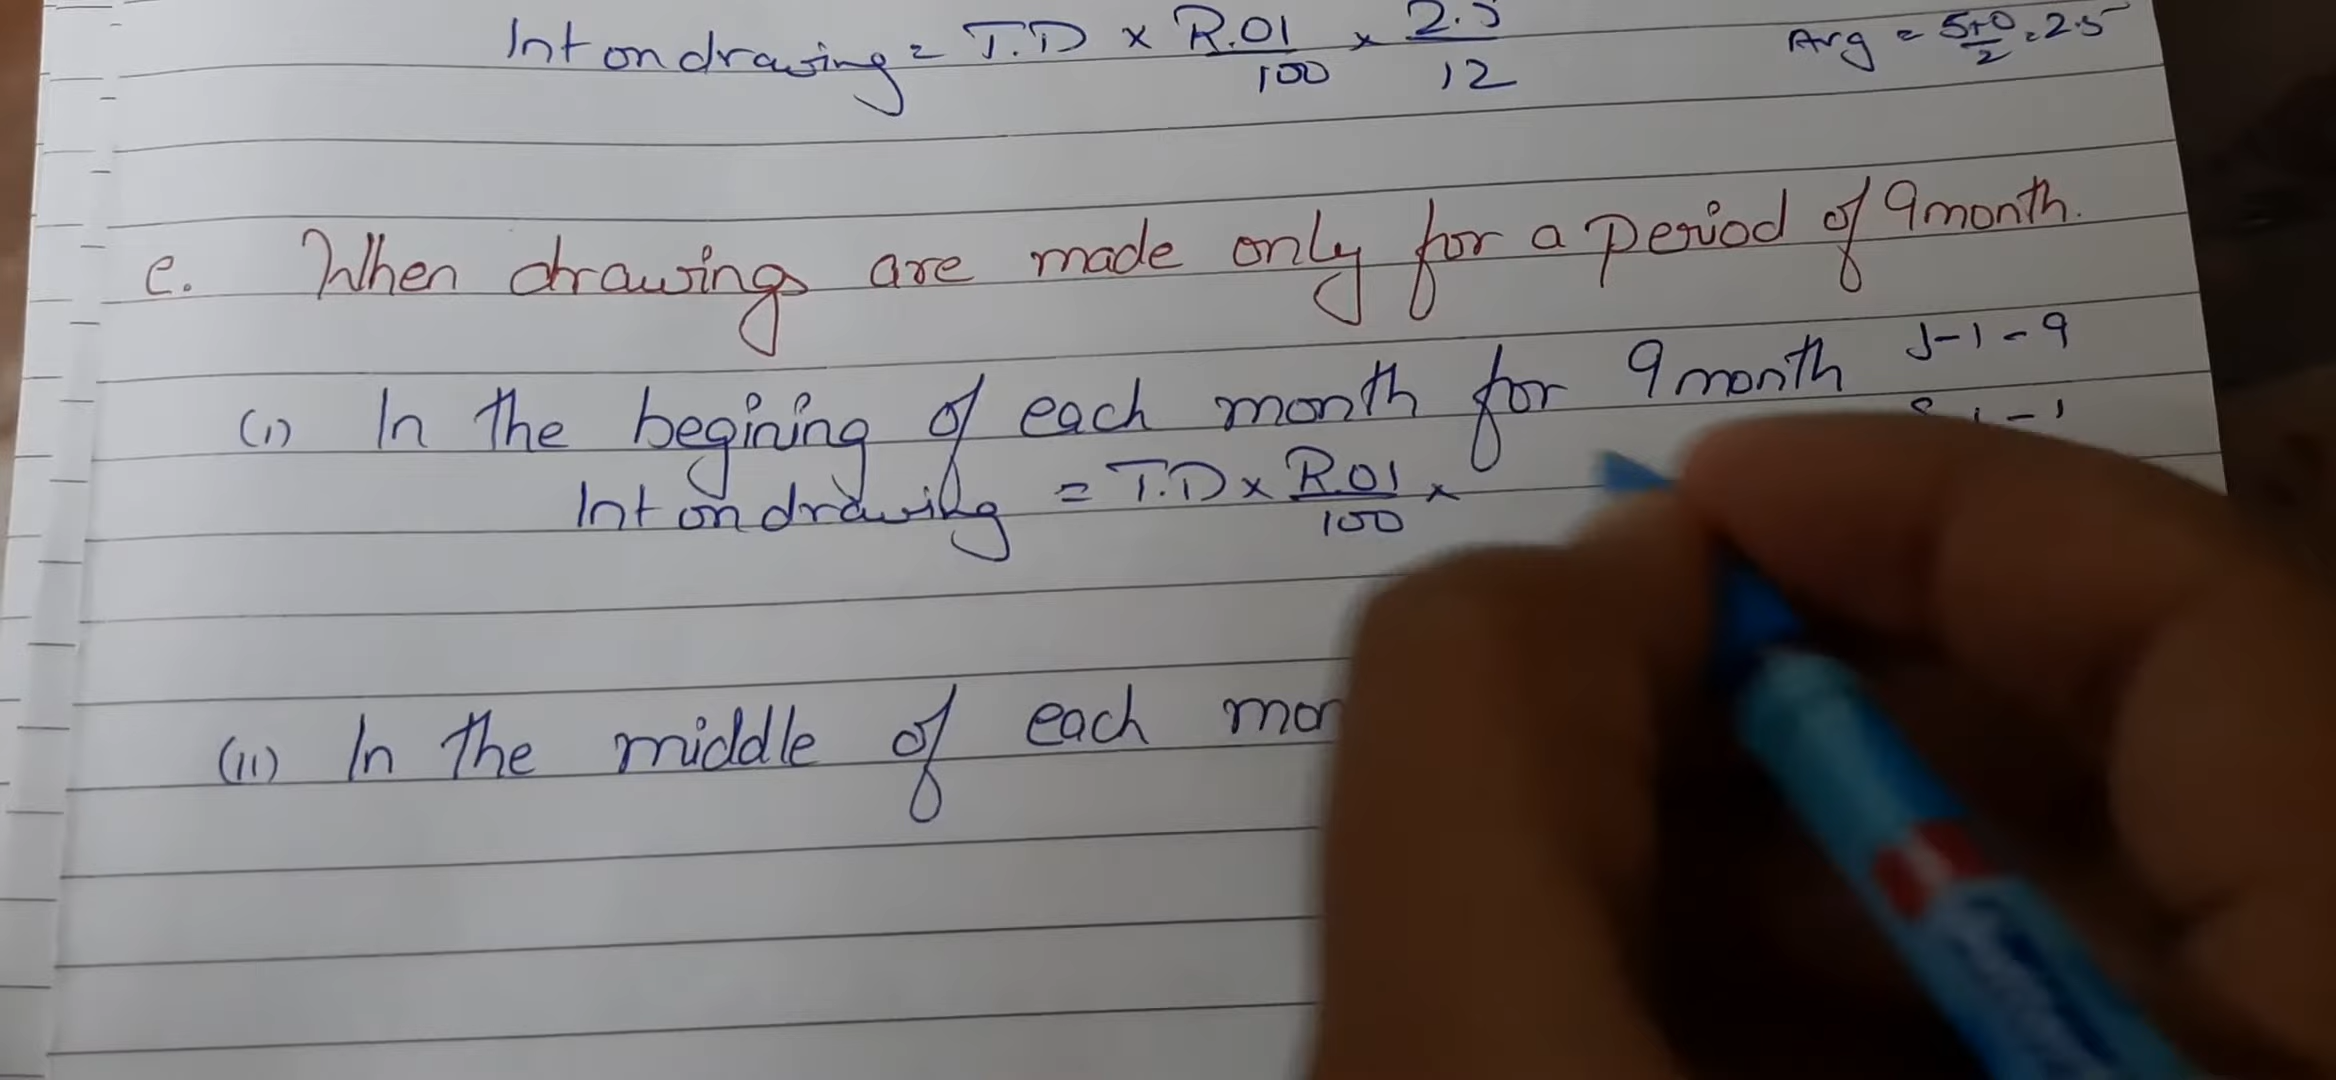 Int on drawing = T.D x R.OI/100 x 2.5/12
Avg = 5+0/2 = 2.5
e. When drawings are made only for a period of 9 month.
(i) In the begining of each month for 9 month
J-1-9
Int on drawing = T.D x R.OI/100 x
(ii) In the middle of each